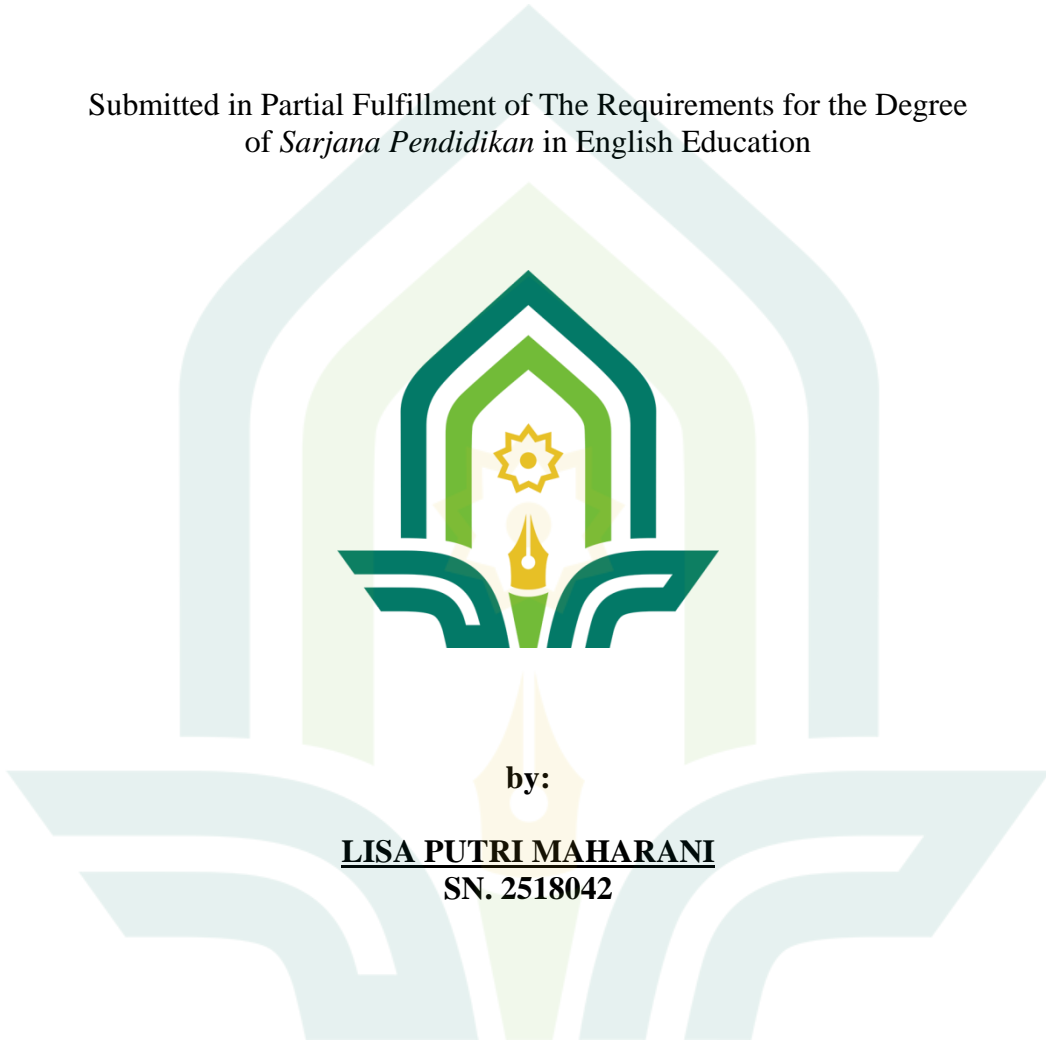 Submitted in Partial Fulfillment of The Requirements for the Degree
of Sarjana Pendidikan in English Education
by:
LISA PUTRI MAHARANI
SN. 2518042